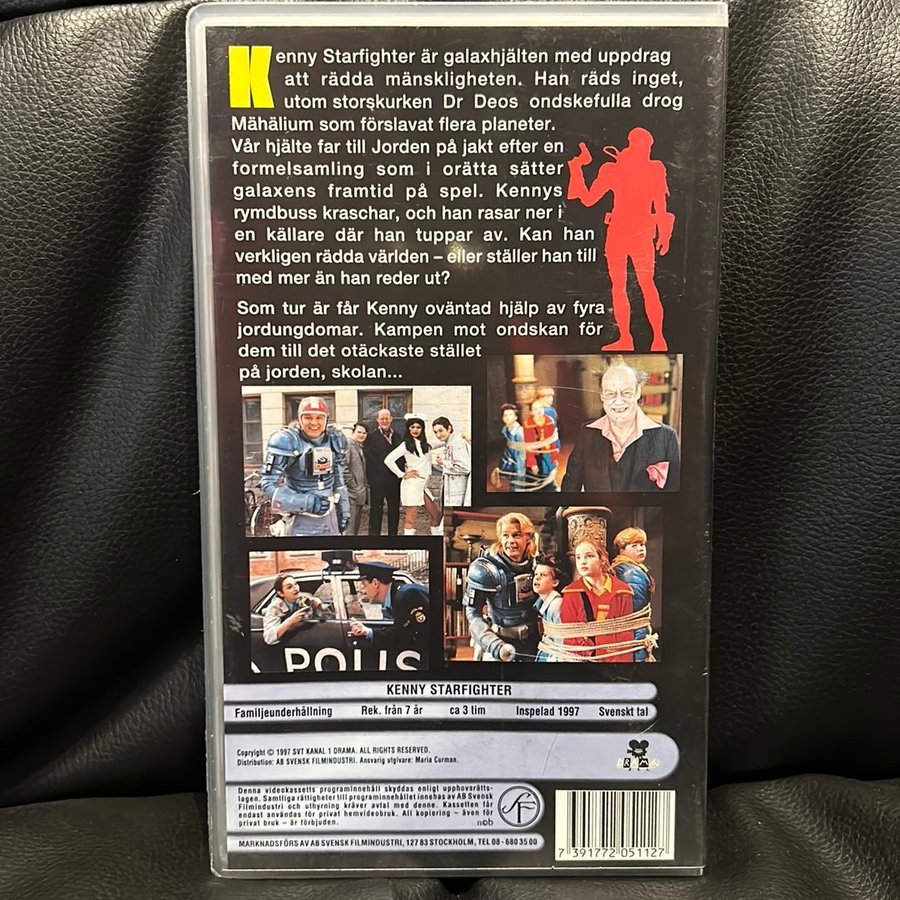 Kenny Starfighter är galaxhjälten med uppdrag
att rädda mänskligheten. Han räds inget,
utom storskurken Dr Deos ondskefulla drog
Mähälium som förslavat flera planeter.
Vår hjälte far till Jorden på jakt efter en
formelsamling som i orätta sätter
galaxens framtid på spel. Kennys
rymdbuss kraschar, och han rasar ner i
en källare där han tuppar av. Kan han
verkligen rädda världen – eller ställer han till
med mer än han reder ut?
Som tur är får Kenny oväntad hjälp av fyra
jordungdomar. Kampen mot ondskan för
dem till det otäckaste stället
på jorden, skolan...
POLIS
KENNY STARFIGHTER
Familjeunderhållning Rek. från 7 år ca 3 tim Inspelad 1997 Svenskt tal
Copryight © 1997 SVT KANAL 1 DRAMA. ALL RIGHTS RESERVED.
Distribution: AB SVENSK FILMINDUSTRI. Ansvarig utgivare: Maria Curman.
DRAMA
Denna videokassetts programinnehåll skyddas enligt upphovsrätts-
lagen. Samtliga rättigheter till programinnehållet innehas av AB Svensk
Filmindustri och uthyrning kräver avtal med denne. Kassetten får
endast användas för privat hemvideobruk. All kopiering – även för
privat bruk – är förbjuden.
ncb
SF
MARKNADSFÖRS AV AB SVENSK FILMINDUSTRI, 127 83 STOCKHOLM, TEL 08 - 680 35 00
7 391772 051127